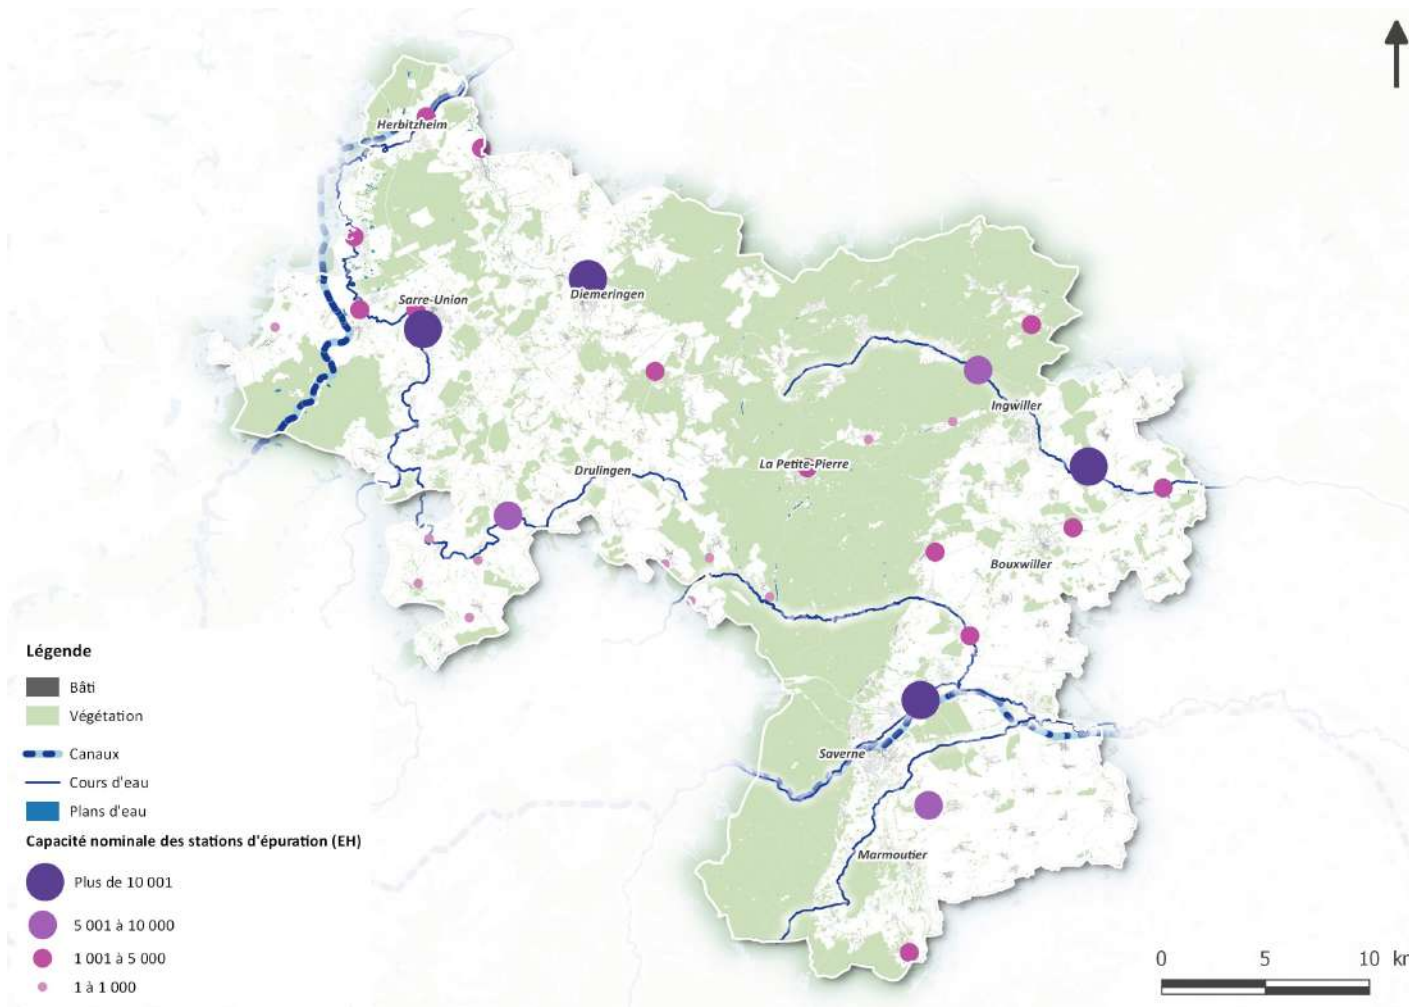 Herbitzheim
Sarre-Union
Diemeringen
Ingwiller
La Petite-Pierre
Drulingen
Bouxwiller
Saverne
Marmoutier
Légende
Bâti
Végétation
Canaux
Cours d'eau
Plans d'eau
Capacité nominale des stations d'épuration (EH)
Plus de 10 001
5 001 à 10 000
1 001 à 5 000
1 à 1 000
0 5 10 km